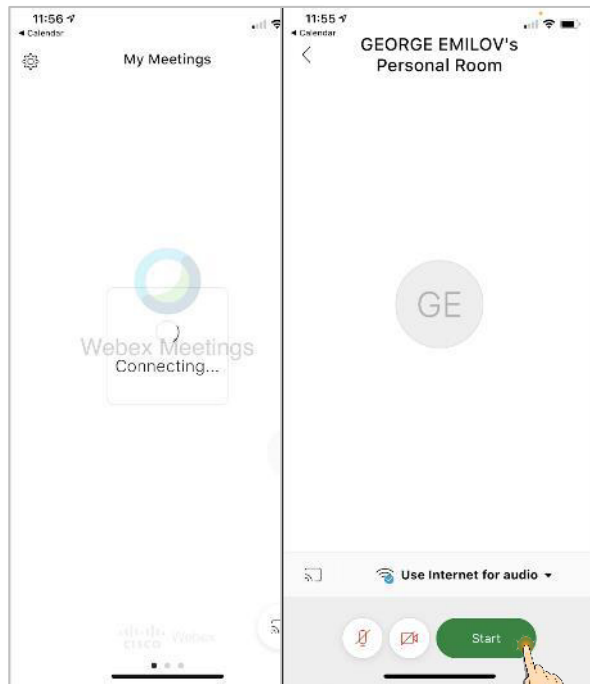 11:56
◀ Calendar
My Meetings
Webex Meetings
Connecting...
CISCO Webex
11:55
◀ Calendar
GEORGE EMILOV's
Personal Room
GE
Use Internet for audio
Start